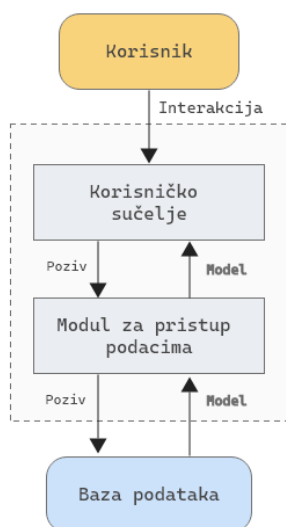 Korisnik
Interakcija
Korisničko
sučelje
Poziv
Model
Modul za pristup
podacima
Poziv
Model
Baza podataka